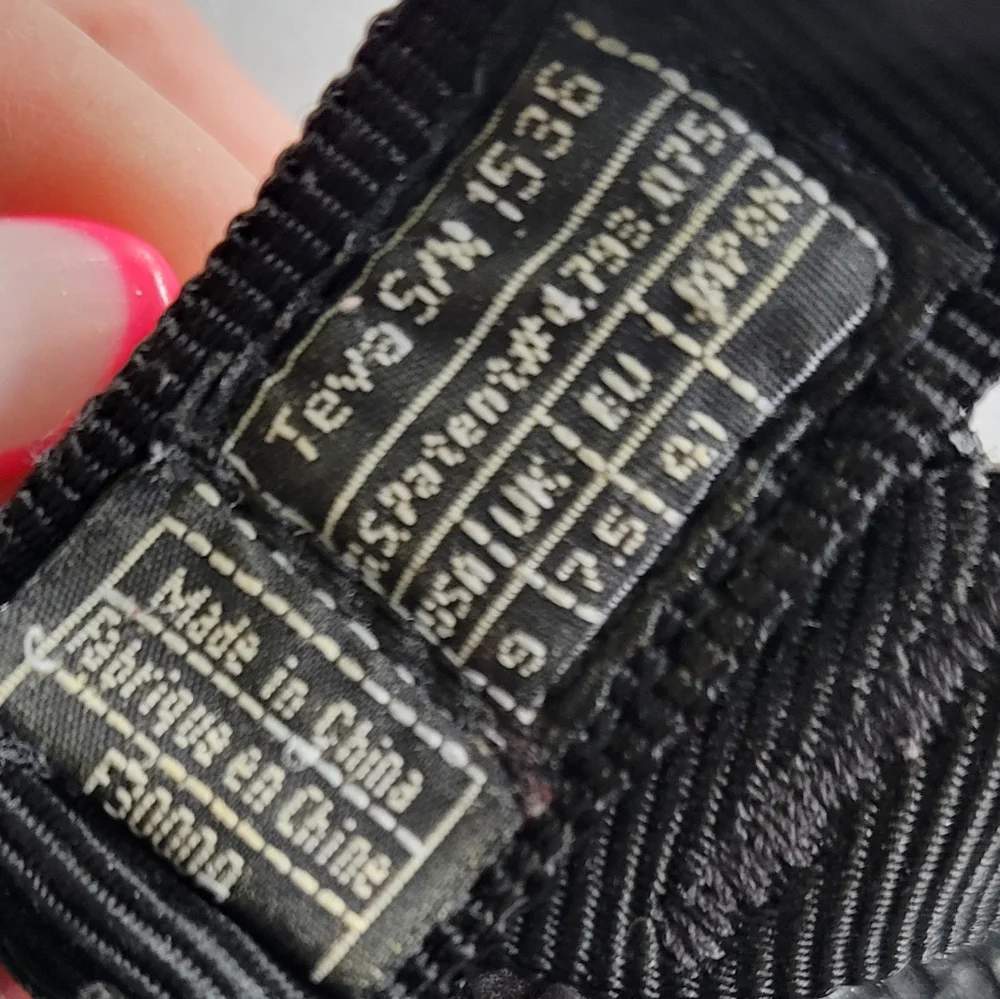 Teva S/N 1536
U.S.Patent# 4.793.075
USA UK EU JAPAN
9 7.5 41
Made in China
Fabriqué en Chine